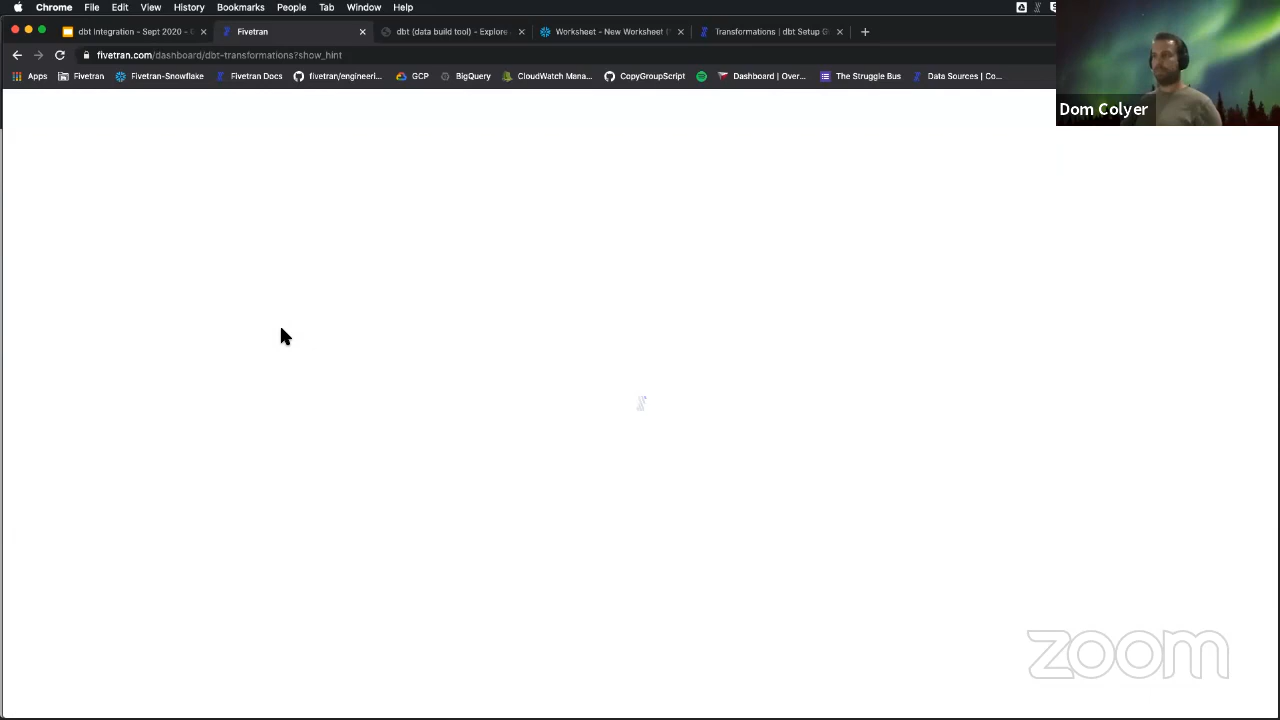 Chrome File Edit View History Bookmarks People Tab Window Help
dbt Integration - Sept 2020 - Fivetran dbt (data build tool) - Explore Worksheet - New Worksheet Transformations | dbt Setup G
fivetran.com/dashboard/dbt-transformations?show_hint
Apps Fivetran Fivetran-Snowflake Fivetran Docs fivetran/engineeri... GCP BigQuery CloudWatch Mana... CopyGroupScript Dashboard | Over... The Struggle Bus Data Sources | Co...
Dom Colyer
zoom